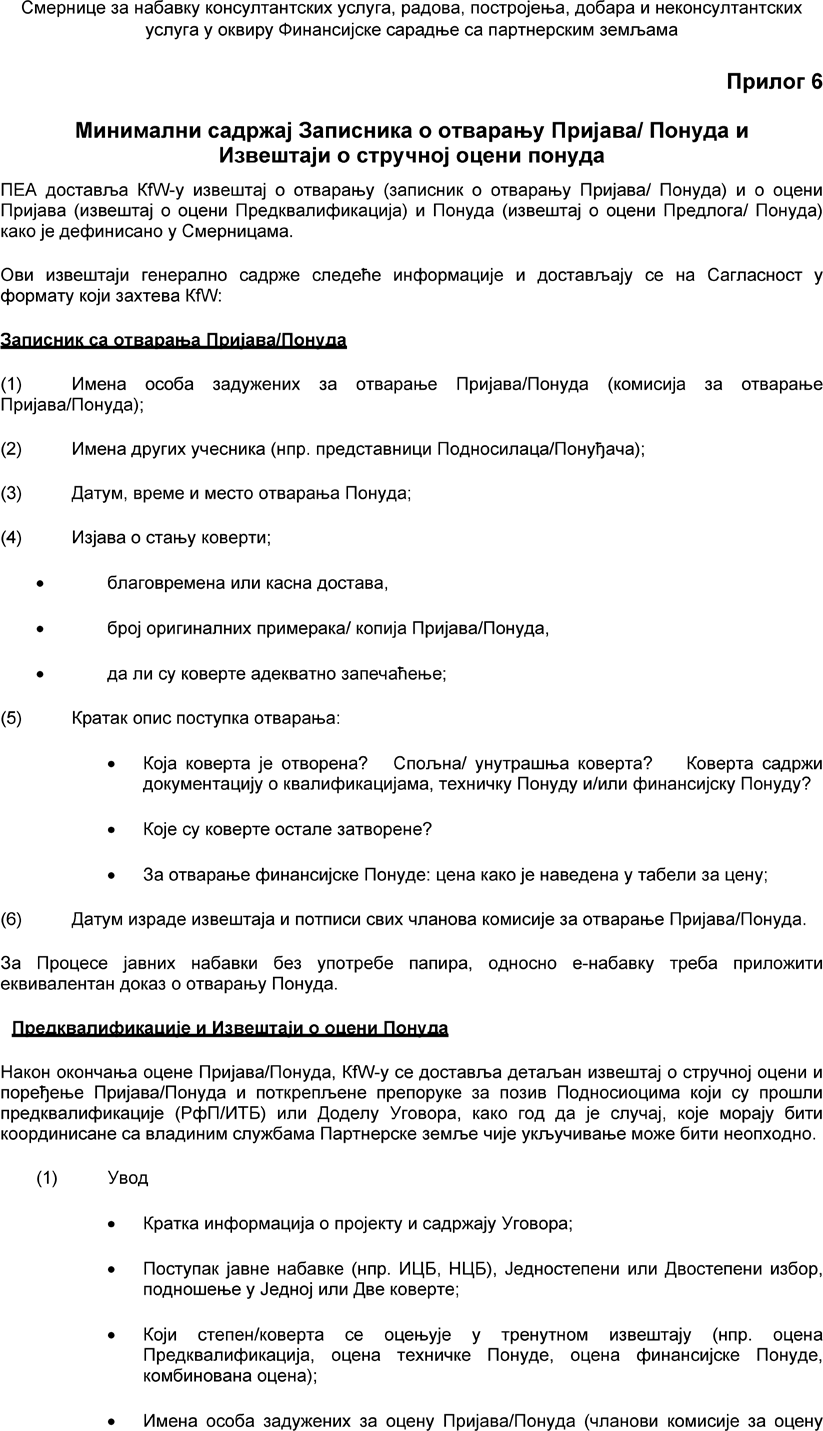 Смернице за набавку консултантских услуга, радова, постројења, добара и неконсултантских
услуга у оквиру Финансијске сарадње са партнерским земљама
Прилог 6
Минимални садржај Записника о отварању Пријава/ Понуда и
Извештаји о стручној оцени понуда
ПЕА доставља KfW-у извештај о отварању (записник о отварању Пријава/ Понуда) и о оцени
Пријава (извештај о оцени Предквалификација) и Понуда (извештај о оцени Предлога/ Понуда)
како је дефинисано у Смерницама.
Ови извештаји генерално садрже следеће информације и достављају се на Сагласност у
формату који захтева KfW:
Записник са отварања Пријава/Понуда
(1) Имена особа задужених за отварање Пријава/Понуда (комисија за отварање
Пријава/Понуда);
(2) Имена других учесника (нпр. представници Подносилаца/Понуђача);
(3) Датум, време и место отварања Понуда;
(4) Изјава о стању коверти;
• благовремена или касна достава,
• број оригиналних примерака/ копија Пријава/Понуда,
• да ли су коверте адекватно запечаћење;
(5) Кратак опис поступка отварања:
• Која коверта је отворена? Спољна/ унутрашња коверта? Коверта садржи
документацију о квалификацијама, техничку Понуду и/или финансијску Понуду?
• Које су коверте остале затворене?
• За отварање финансијске Понуде: цена како је наведена у табели за цену;
(6) Датум израде извештаја и потписи свих чланова комисије за отварање Пријава/Понуда.
За Процесе јавних набавки без употребе папира, односно е-набавку треба приложити
еквивалентан доказ о отварању Понуда.
Предквалификације и Извештаји о оцени Понуда
Након окончања оцене Пријава/Понуда, KfW-у се доставља детаљан извештај о стручној оцени и
поређење Пријава/Понуда и поткрепљене препоруке за позив Подносиоцима који су прошли
предквалификације (РфП/ИТБ) или Доделу Уговора, како год да је случај, које морају бити
координисане са владиним службама Партнерске земље чије укључивање може бити неопходно.
(1) Увод
• Кратка информација о пројекту и садржају Уговора;
• Поступак јавне набавке (нпр. ИЦБ, НЦБ), Једностепени или Двостепени избор,
подношење у Једној или Две коверте;
• Који степен/коверта се оцењује у тренутном извештају (нпр. оцена
Предквалификација, оцена техничке Понуде, оцена финансијске Понуде,
комбинована оцена);
• Имена особа задужених за оцену Пријава/Понуда (чланови комисије за оцену